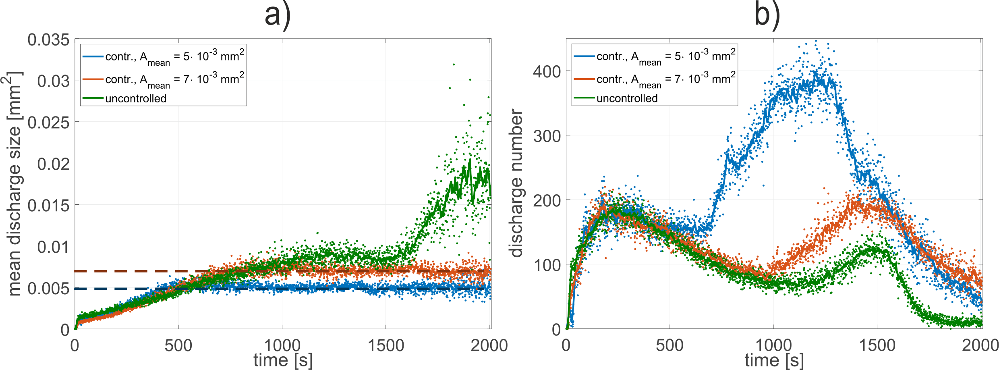 a)
mean discharge size [mm2]
0.035
0.03
0.025
0.02
0.015
0.01
0.005
0
contr., Amean = 5· 10-3 mm2
contr., Amean = 7· 10-3 mm2
uncontrolled
0 500 1000 1500 2000
time [s]
b)
discharge number
400
300
200
100
0
contr., Amean = 5· 10-3 mm2
contr., Amean = 7· 10-3 mm2
uncontrolled
0 500 1000 1500 2000
time [s]